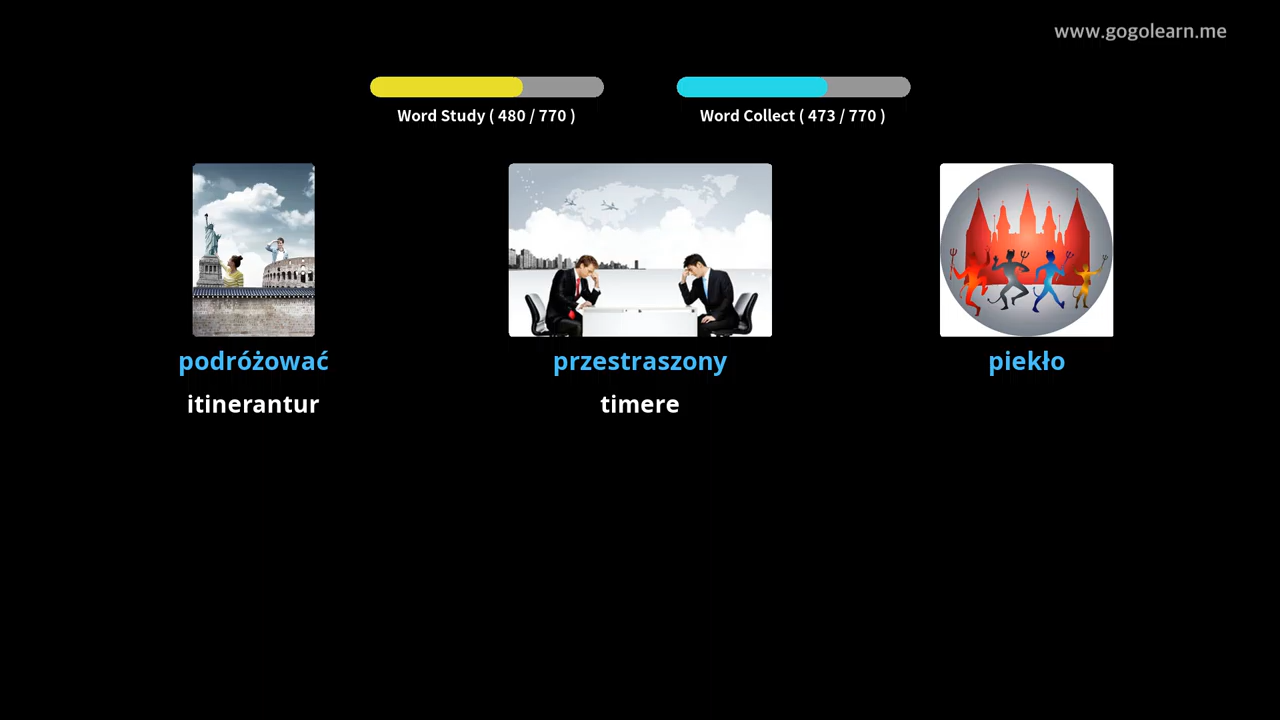 www.gogolearn.me
Word Study ( 480 / 770 )
Word Collect ( 473 / 770 )
podróżować
przestraszony
piekło
itinerantur
timere